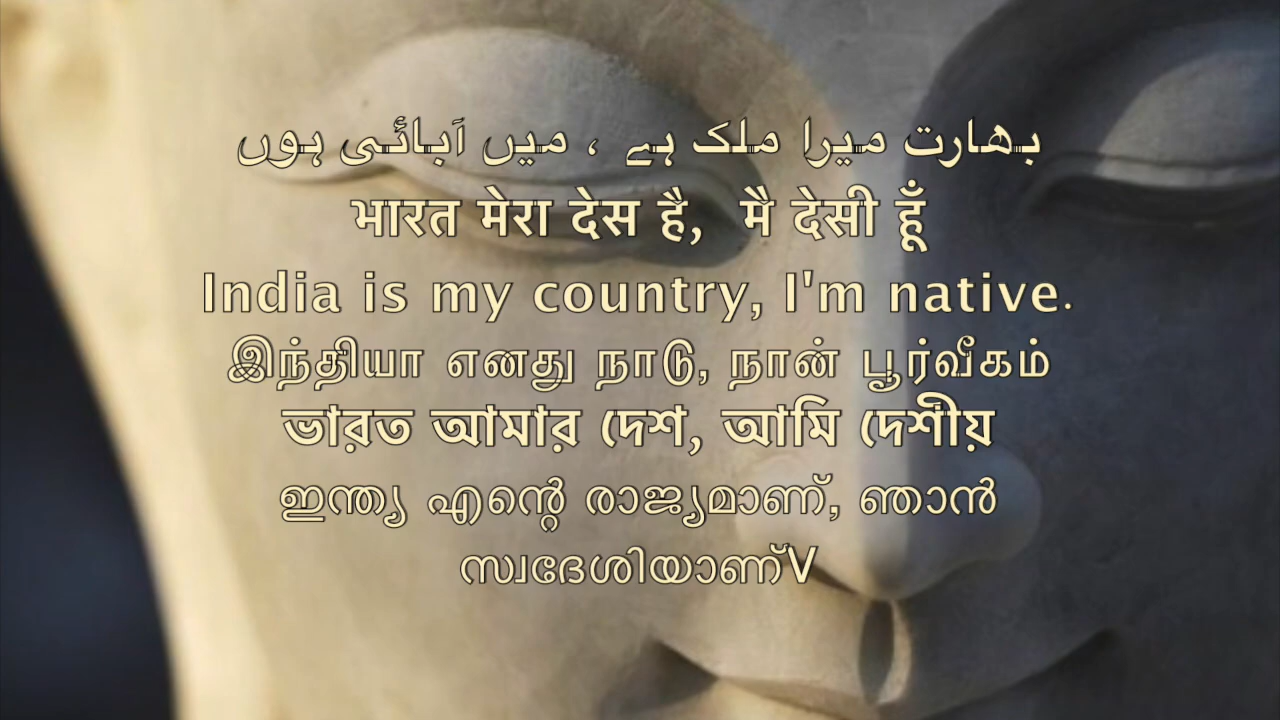 بھارت میرا ملک ہے ، میں آبائی ہوں
भारत मेरा देस है, मै देसी हूँ
India is my country, I'm native.
இந்தியா எனது நாடு, நான் பூர்வீகம்
ভারত আমার দেশ, আমি দেশীয়
ഇന്ത്യ എന്റെ രാജ്യമാണ്, ഞാൻ
സ്വദേശിയാണ്V